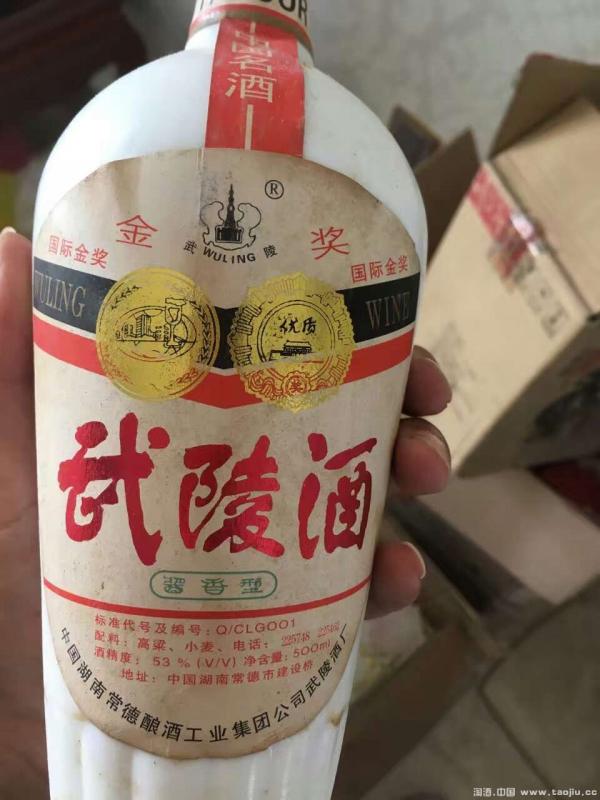 中国名酒
®
武 WULING 陵
金 奖
国际金奖 国际金奖
WULING WINE
优质
奖
武陵酒
酱香型
标准代号及编号：Q/CLG001
配料：高粱、小麦、电话：225748
酒精度：53 %(V/V) 净含量：500ml
地址：中国湖南常德市建设桥
中国湖南常德酿酒工业集团公司武陵酒厂
淘酒.中国 www.taojiu.cc